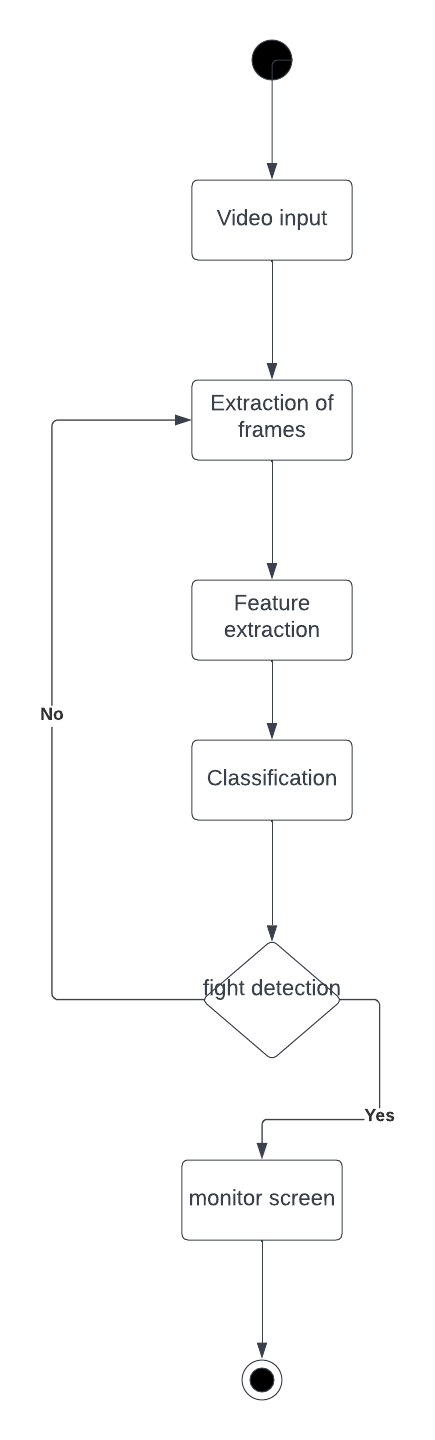 Video input
Extraction of
frames
Feature
extraction
No
Classification
fight detection
Yes
monitor screen